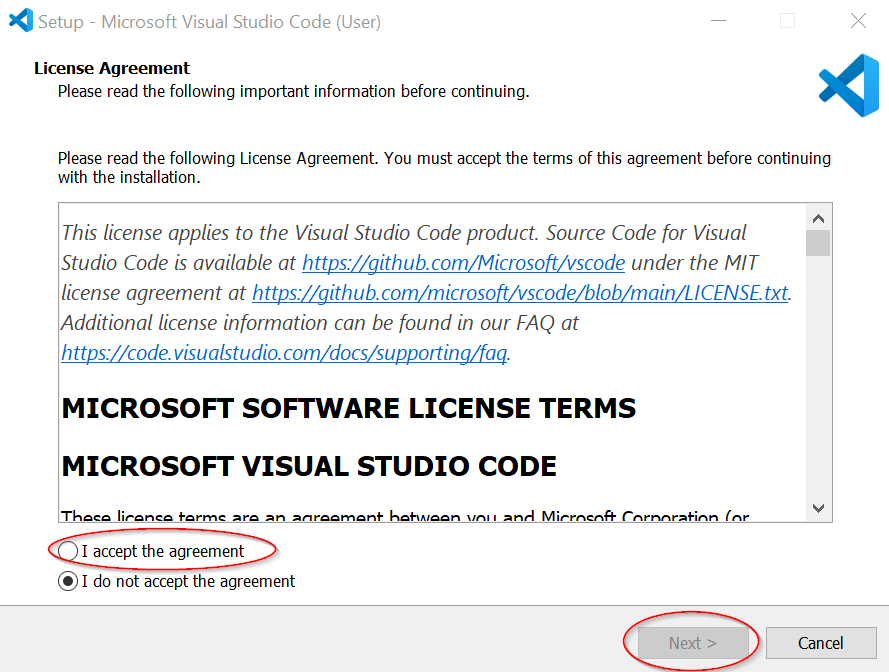 Setup - Microsoft Visual Studio Code (User)
License Agreement
Please read the following important information before continuing.
Please read the following License Agreement. You must accept the terms of this agreement before continuing
with the installation.
This license applies to the Visual Studio Code product. Source Code for Visual
Studio Code is available at https://github.com/Microsoft/vscode under the MIT
license agreement at https://github.com/microsoft/vscode/blob/main/LICENSE.txt.
Additional license information can be found in our FAQ at
https://code.visualstudio.com/docs/supporting/faq.
MICROSOFT SOFTWARE LICENSE TERMS
MICROSOFT VISUAL STUDIO CODE
These license terms are an agreement between you and Microsoft Corporation (or
I accept the agreement
I do not accept the agreement
Next >
Cancel